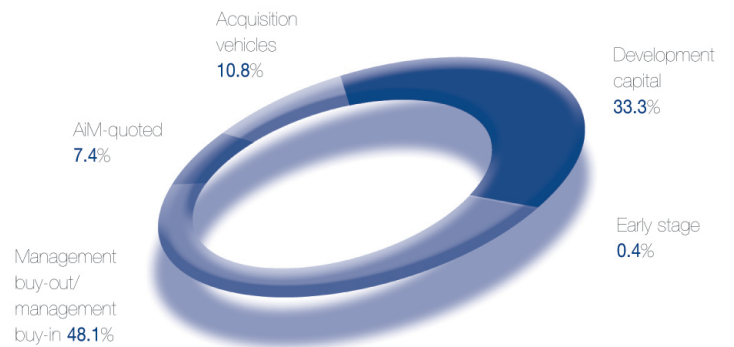 Acquisition
vehicles
10.8%
Development
capital
33.3%
AiM-quoted
7.4%
Early stage
0.4%
Management
buy-out/
management
buy-in 48.1%